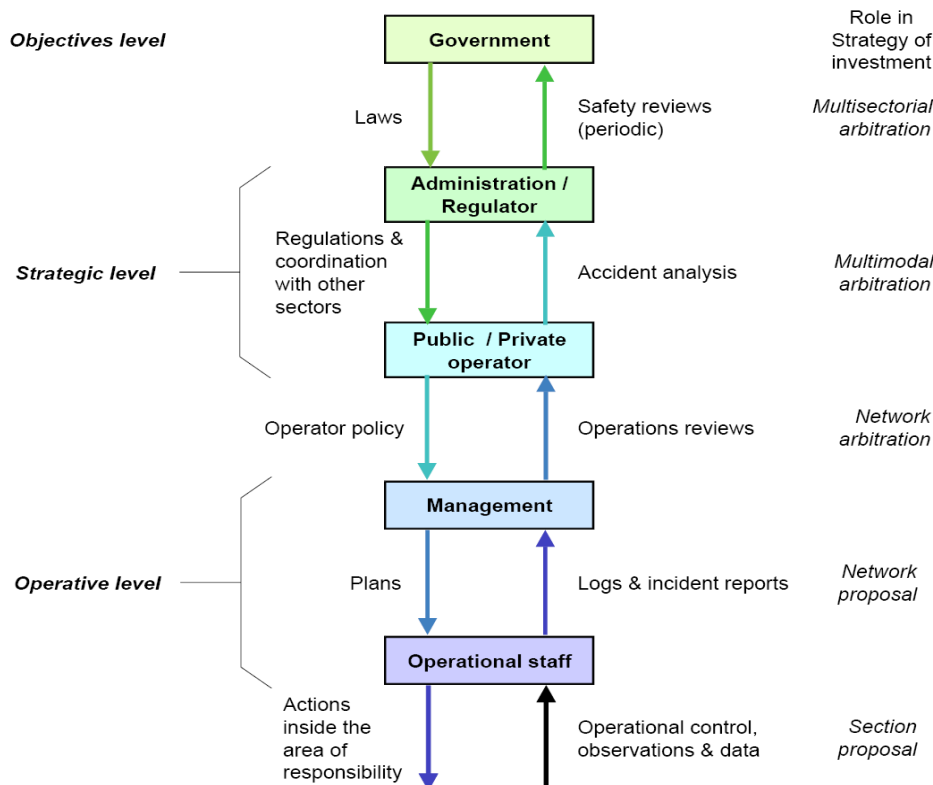 Objectives level
Government
Role in
Strategy of
investment
Laws
Safety reviews
(periodic)
Multisectorial
arbitration
Administration /
Regulator
Strategic level
Regulations &
coordination
with other
sectors
Accident analysis
Multimodal
arbitration
Public / Private
operator
Operator policy
Operations reviews
Network
arbitration
Management
Operative level
Plans
Logs & incident reports
Network
proposal
Operational staff
Actions
inside the
area of
responsibility
Operational control,
observations & data
Section
proposal